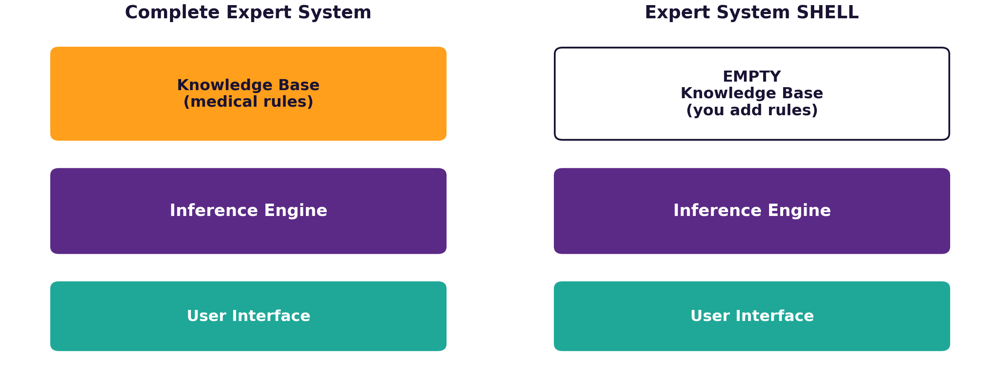 Complete Expert System
Knowledge Base
(medical rules)
Inference Engine
User Interface
Expert System SHELL
EMPTY
Knowledge Base
(you add rules)
Inference Engine
User Interface